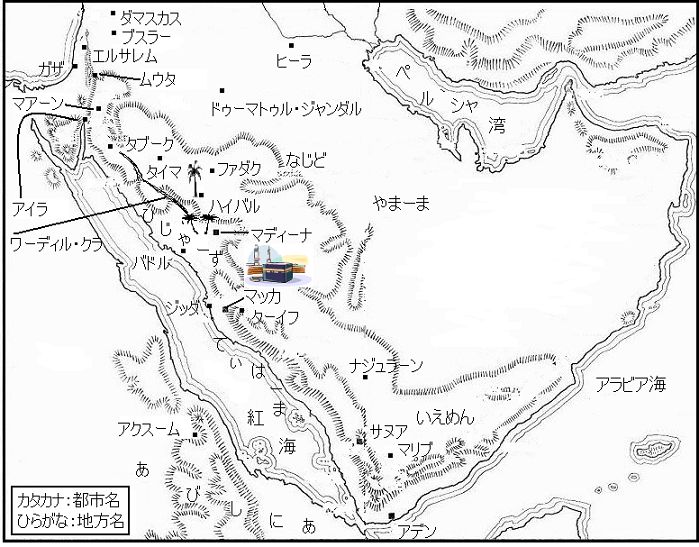 ダマスカス
ブスラー
エルサレム
ガザ
ムウタ
ヒーラ
マアーン
ドゥーマトゥル・ジャンダル
ペルシャ湾
タブーク
タイマ
ファダク
なじど
アイラ
ハイバル
やまーま
ワーディル・クラ
ひじゃーず
マディーナ
バドル
マッカ
ジッダ
ターイフ
てぃはーま
ナジュラーン
アラビア海
紅海
いえめん
アクスーム
サヌア
マリブ
あびしにあ
アデン
カタカナ：都市名
ひらがな：地方名